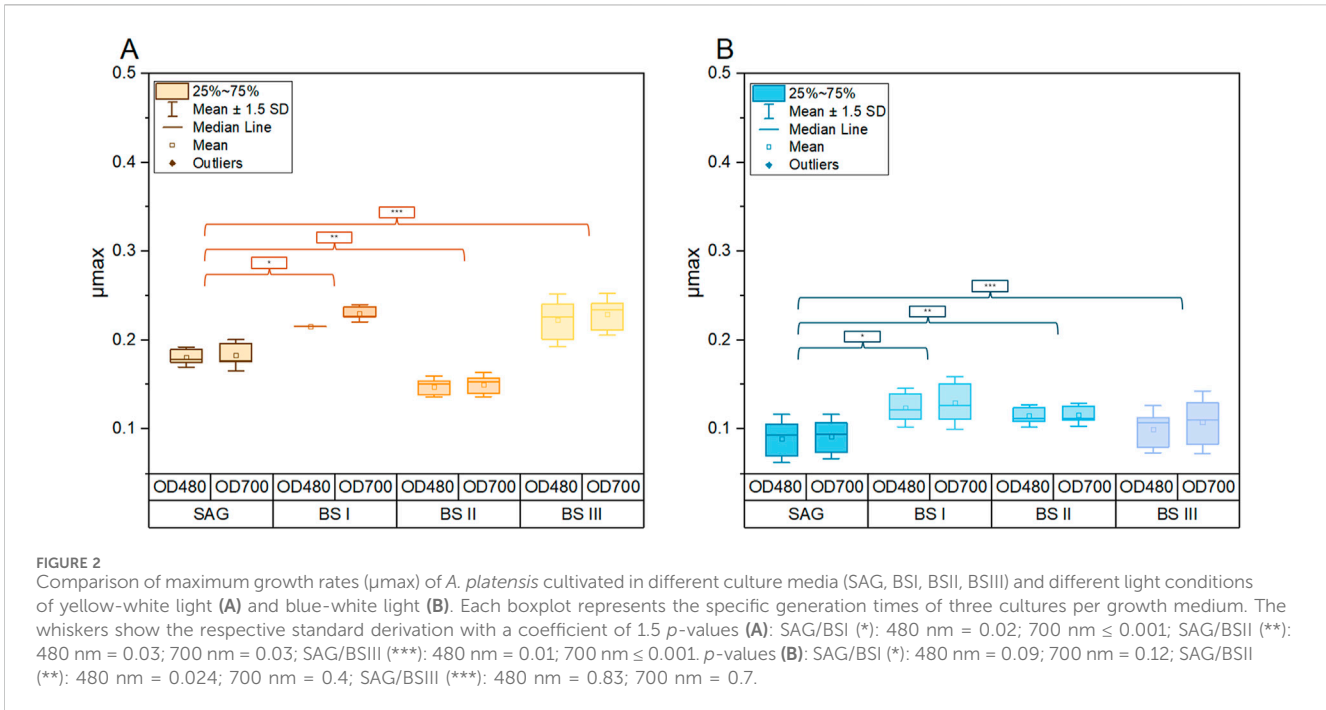 A
0.5
0.4
0.3
0.2
0.1
μmax
25%~75%
Mean ± 1.5 SD
Median Line
Mean
Outliers
***
**
*
OD480 OD700 OD480 OD700 OD480 OD700 OD480 OD700
SAG BS I BS II BS III
B
0.5
0.4
0.3
0.2
0.1
μmax
25%~75%
Mean ± 1.5 SD
Median Line
Mean
Outliers
***
**
*
OD480 OD700 OD480 OD700 OD480 OD700 OD480 OD700
SAG BS I BS II BS III
FIGURE 2
Comparison of maximum growth rates (μmax) of A. platensis cultivated in different culture media (SAG, BSI, BSII, BSIII) and different light conditions
of yellow-white light (A) and blue-white light (B). Each boxplot represents the specific generation times of three cultures per growth medium. The
whiskers show the respective standard derivation with a coefficient of 1.5 p-values (A): SAG/BSI (*): 480 nm = 0.02; 700 nm ≤ 0.001; SAG/BSII (**):
480 nm = 0.03; 700 nm = 0.03; SAG/BSIII (***): 480 nm = 0.01; 700 nm ≤ 0.001. p-values (B): SAG/BSI (*): 480 nm = 0.09; 700 nm = 0.12; SAG/BSII
(**): 480 nm = 0.024; 700 nm = 0.4; SAG/BSIII (***): 480 nm = 0.83; 700 nm = 0.7.